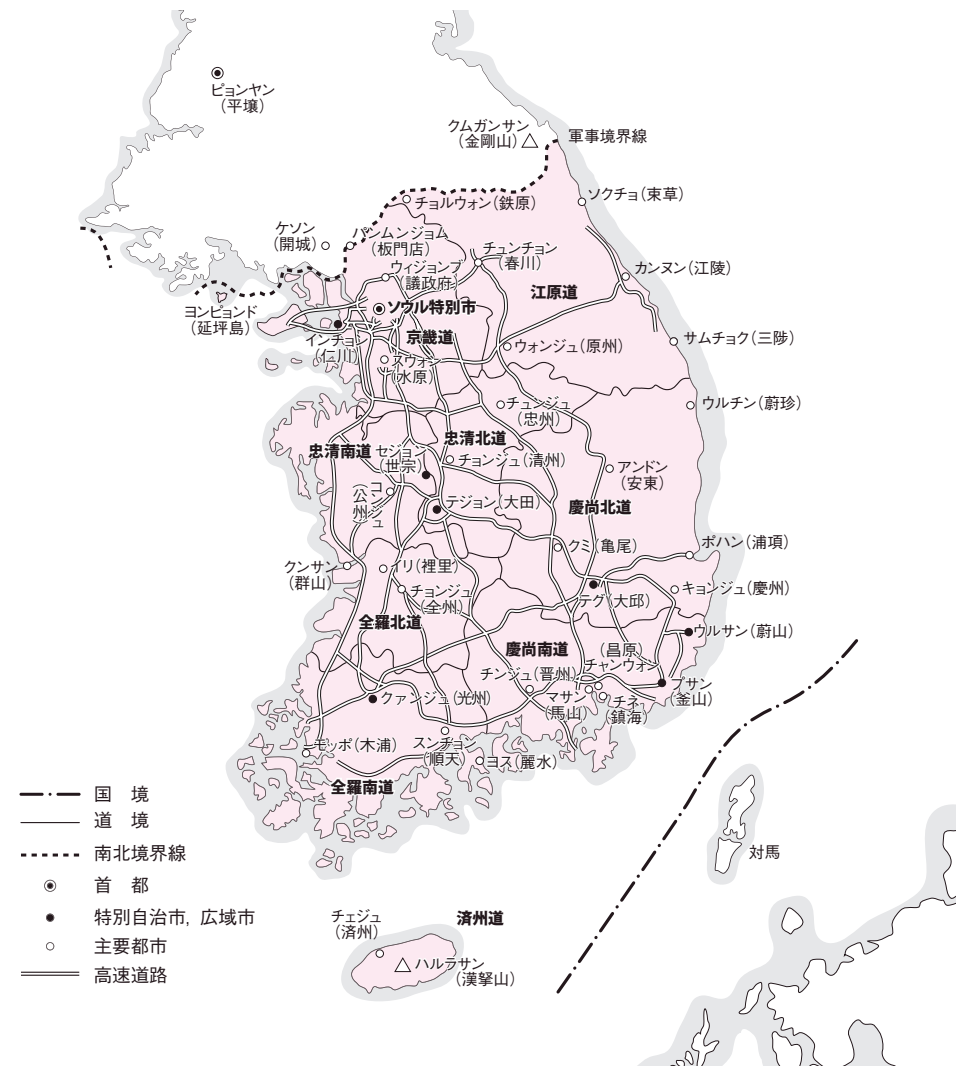 ピョンヤン
（平壌）
クムガンサン
（金剛山）
軍事境界線
ソクチョ（束草）
チョルウォン（鉄原）
ケソン
（開城）
パンムンジョム
（板門店）
チュンチョン
（春川）
カンヌン（江陵）
ウィジョンブ
（議政府）
江原道
ヨンピョンド
（延坪島）
ソウル特別市
インチョン
（仁川）
京畿道
サムチョク（三陟）
スウォン
（水原）
ウォンジュ（原州）
チュンジュ
（忠州）
ウルチン（蔚珍）
忠清南道
セジョン
（世宗）
忠清北道
チョンジュ（清州）
アンドン
（安東）
コンジュ
（公州）
テジョン（大田）
慶尚北道
クミ（亀尾）
ポハン（浦項）
クンサン
（群山）
イリ（裡里）
チョンジュ
（全州）
テグ（大邱）
キョンジュ（慶州）
全羅北道
ウルサン（蔚山）
慶尚南道
（昌原）
チャンウォン
チンジュ（晋州）
クァンジュ（光州）
マサン
（馬山）
チネ
（鎮海）
プサン
（釜山）
モッポ（木浦）
スンチョン
（順天）
ヨス（麗水）
全羅南道
国　境
道　境
南北境界線
首　都
特別自治市，広域市
主要都市
高速道路
対馬
チェジュ
（済州）
済州道
ハルラサン
（漢拏山）